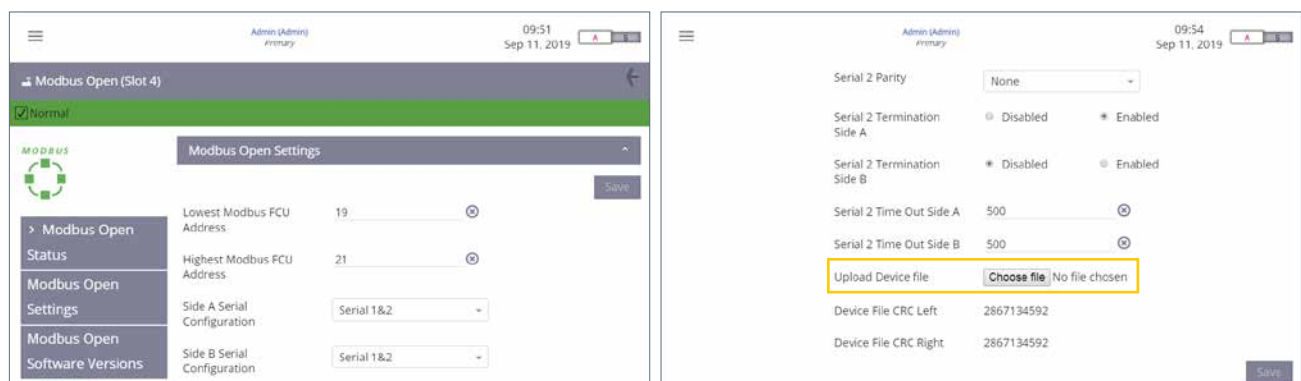 Admin (Admin)
Primary
09:51
Sep 11, 2019
A
Modbus Open (Slot 4)
Normal
MODBUS
> Modbus Open
Status
Modbus Open
Settings
Modbus Open
Software Versions
Modbus Open Settings
Save
Lowest Modbus FCU
Address
19
Highest Modbus FCU
Address
21
Side A Serial
Configuration
Serial 1&2
Side B Serial
Configuration
Serial 1&2
Admin (Admin)
Primary
09:54
Sep 11, 2019
A
Serial 2 Parity
None
Serial 2 Termination
Side A
Disabled
Enabled
Serial 2 Termination
Side B
Disabled
Enabled
Serial 2 Time Out Side A
500
Serial 2 Time Out Side B
500
Upload Device file
Choose file No file chosen
Device File CRC Left
2867134592
Device File CRC Right
2867134592
Save